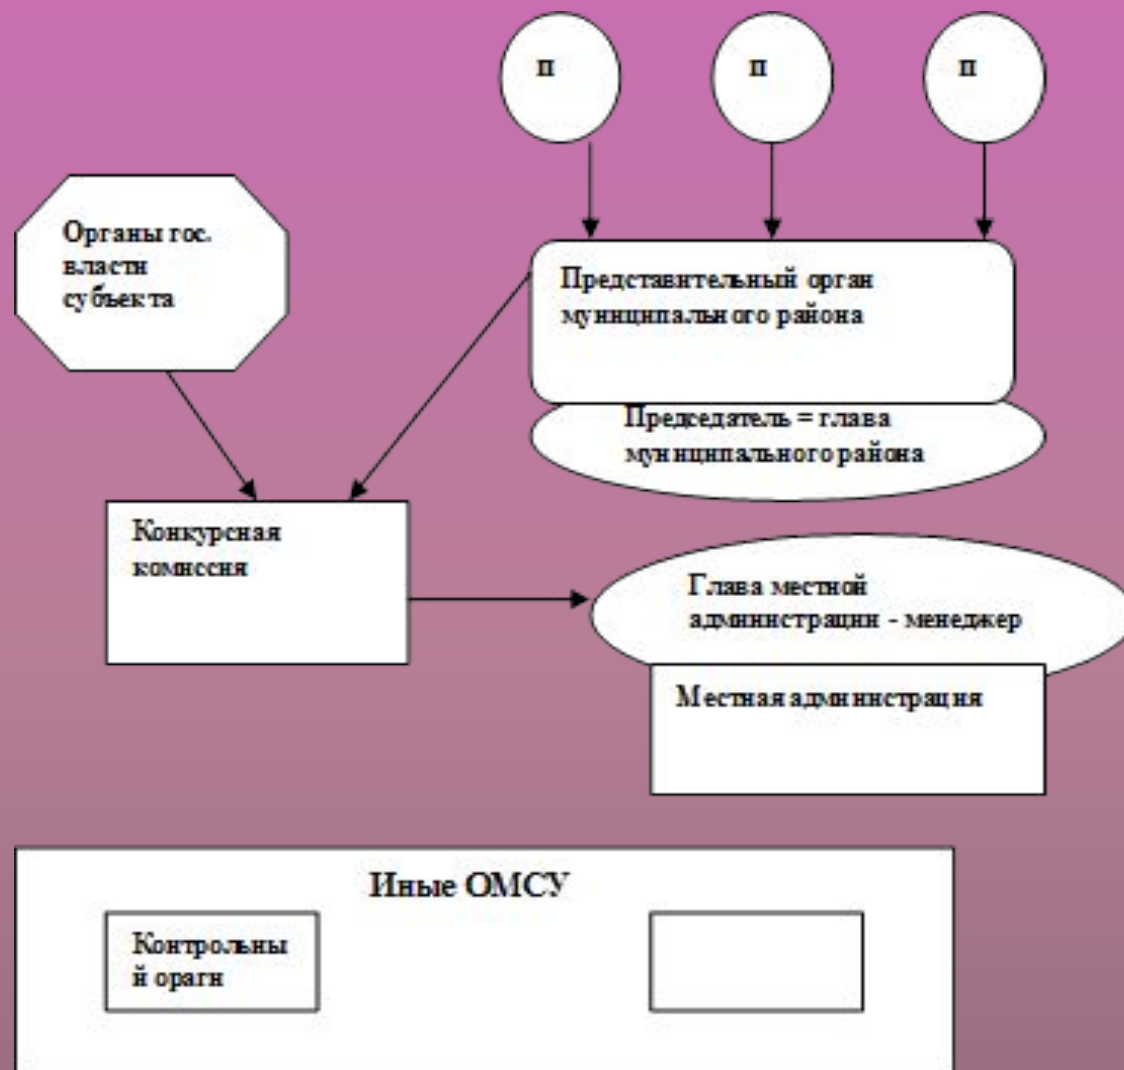 П
П
П
Органы гос.
власти
субъекта
Представительный орган
муниципального района
Председатель = глава
муниципального района
Конкурсная
комиссия
Глава местной
администрации - менеджер
Местная администрация
Иные ОМСУ
Контрольны
й орагн